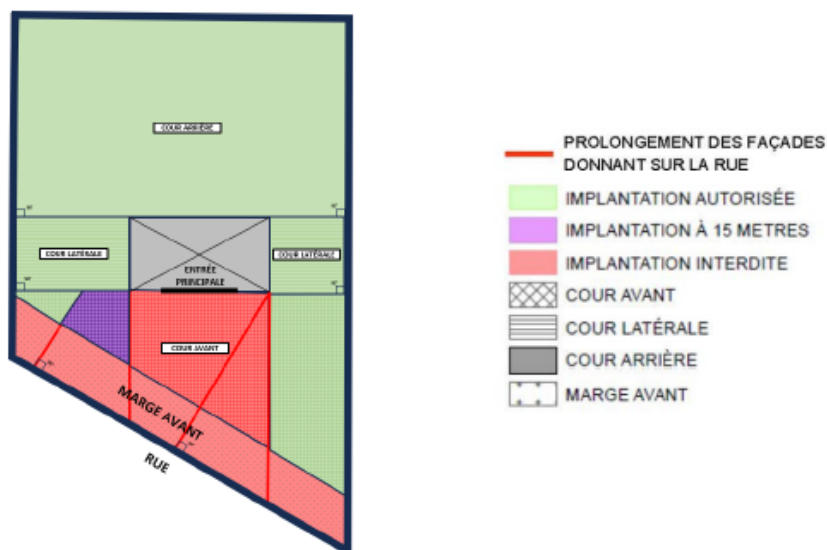 COUR ARRIÈRE
COUR LATÉRALE
COUR LATÉRALE
ENTRÉE
PRINCIPALE
COUR AVANT
MARGE AVANT
RUE
PROLONGEMENT DES FAÇADES
DONNANT SUR LA RUE
IMPLANTATION AUTORISÉE
IMPLANTATION À 15 METRES
IMPLANTATION INTERDITE
COUR AVANT
COUR LATÉRALE
COUR ARRIÈRE
MARGE AVANT